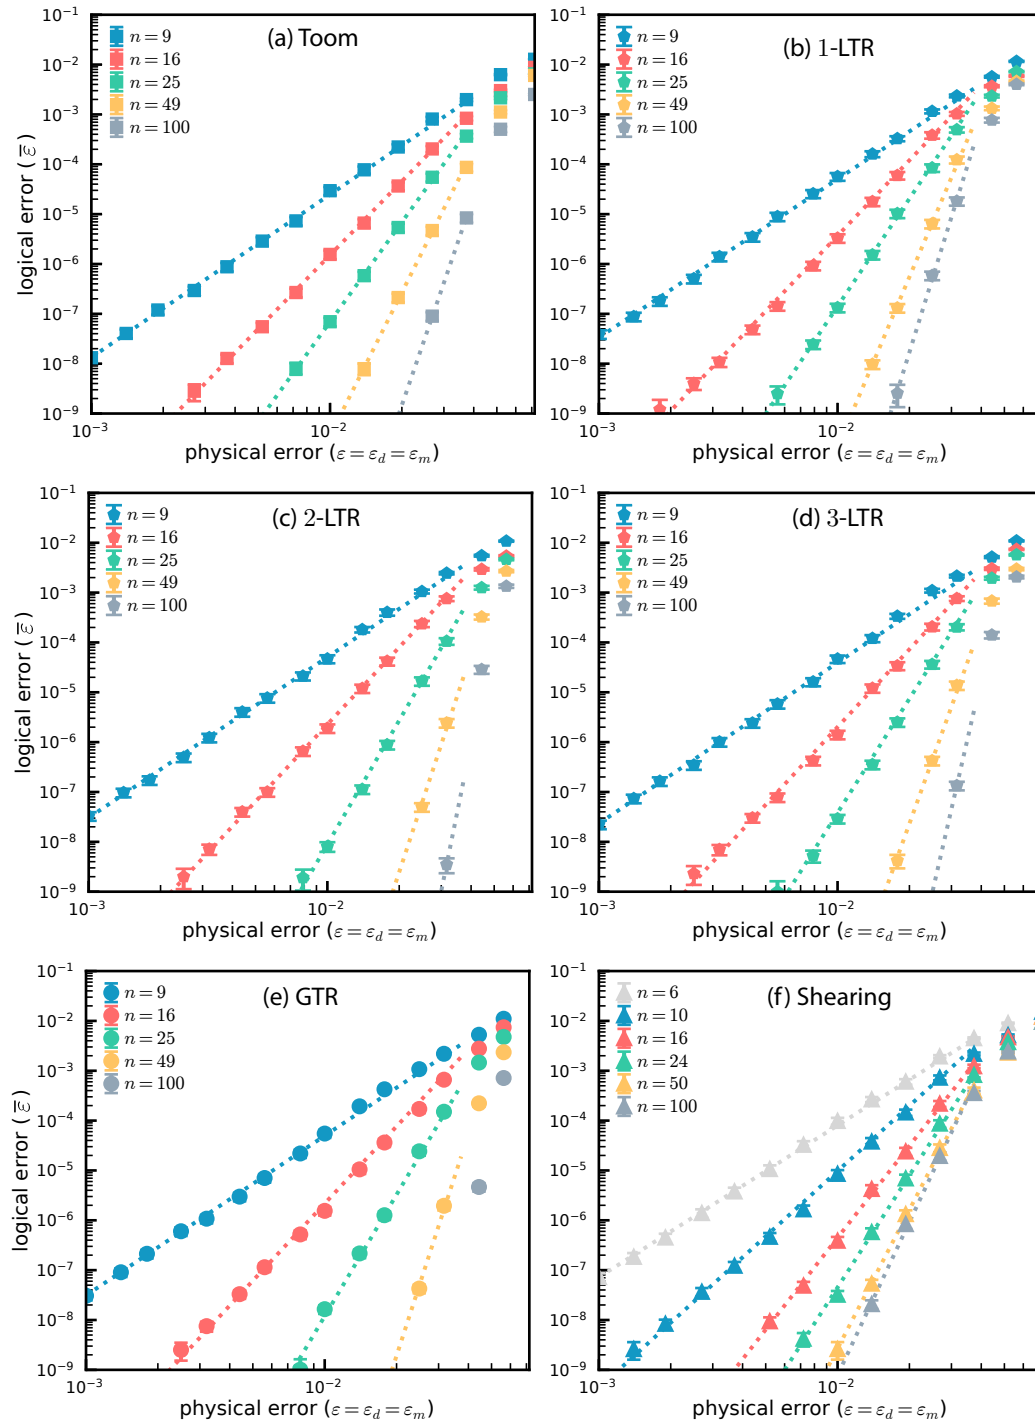 (a) Toom
n = 9
n = 16
n = 25
n = 49
n = 100
10⁻¹
10⁻²
10⁻³
10⁻⁴
10⁻⁵
10⁻⁶
10⁻⁷
10⁻⁸
10⁻⁹
10⁻³
10⁻²
logical error (ε̅)
physical error (ε = ε_d = ε_m)
(b) 1-LTR
n = 9
n = 16
n = 25
n = 49
n = 100
10⁻¹
10⁻²
10⁻³
10⁻⁴
10⁻⁵
10⁻⁶
10⁻⁷
10⁻⁸
10⁻⁹
10⁻³
10⁻²
physical error (ε = ε_d = ε_m)
(c) 2-LTR
n = 9
n = 16
n = 25
n = 49
n = 100
10⁻¹
10⁻²
10⁻³
10⁻⁴
10⁻⁵
10⁻⁶
10⁻⁷
10⁻⁸
10⁻⁹
10⁻³
10⁻²
logical error (ε̅)
physical error (ε = ε_d = ε_m)
(d) 3-LTR
n = 9
n = 16
n = 25
n = 49
n = 100
10⁻¹
10⁻²
10⁻³
10⁻⁴
10⁻⁵
10⁻⁶
10⁻⁷
10⁻⁸
10⁻⁹
10⁻³
10⁻²
physical error (ε = ε_d = ε_m)
(e) GTR
n = 9
n = 16
n = 25
n = 49
n = 100
10⁻¹
10⁻²
10⁻³
10⁻⁴
10⁻⁵
10⁻⁶
10⁻⁷
10⁻⁸
10⁻⁹
10⁻³
10⁻²
logical error (ε̅)
physical error (ε = ε_d = ε_m)
(f) Shearing
n = 6
n = 10
n = 16
n = 24
n = 50
n = 100
10⁻¹
10⁻²
10⁻³
10⁻⁴
10⁻⁵
10⁻⁶
10⁻⁷
10⁻⁸
10⁻⁹
10⁻³
10⁻²
physical error (ε = ε_d = ε_m)